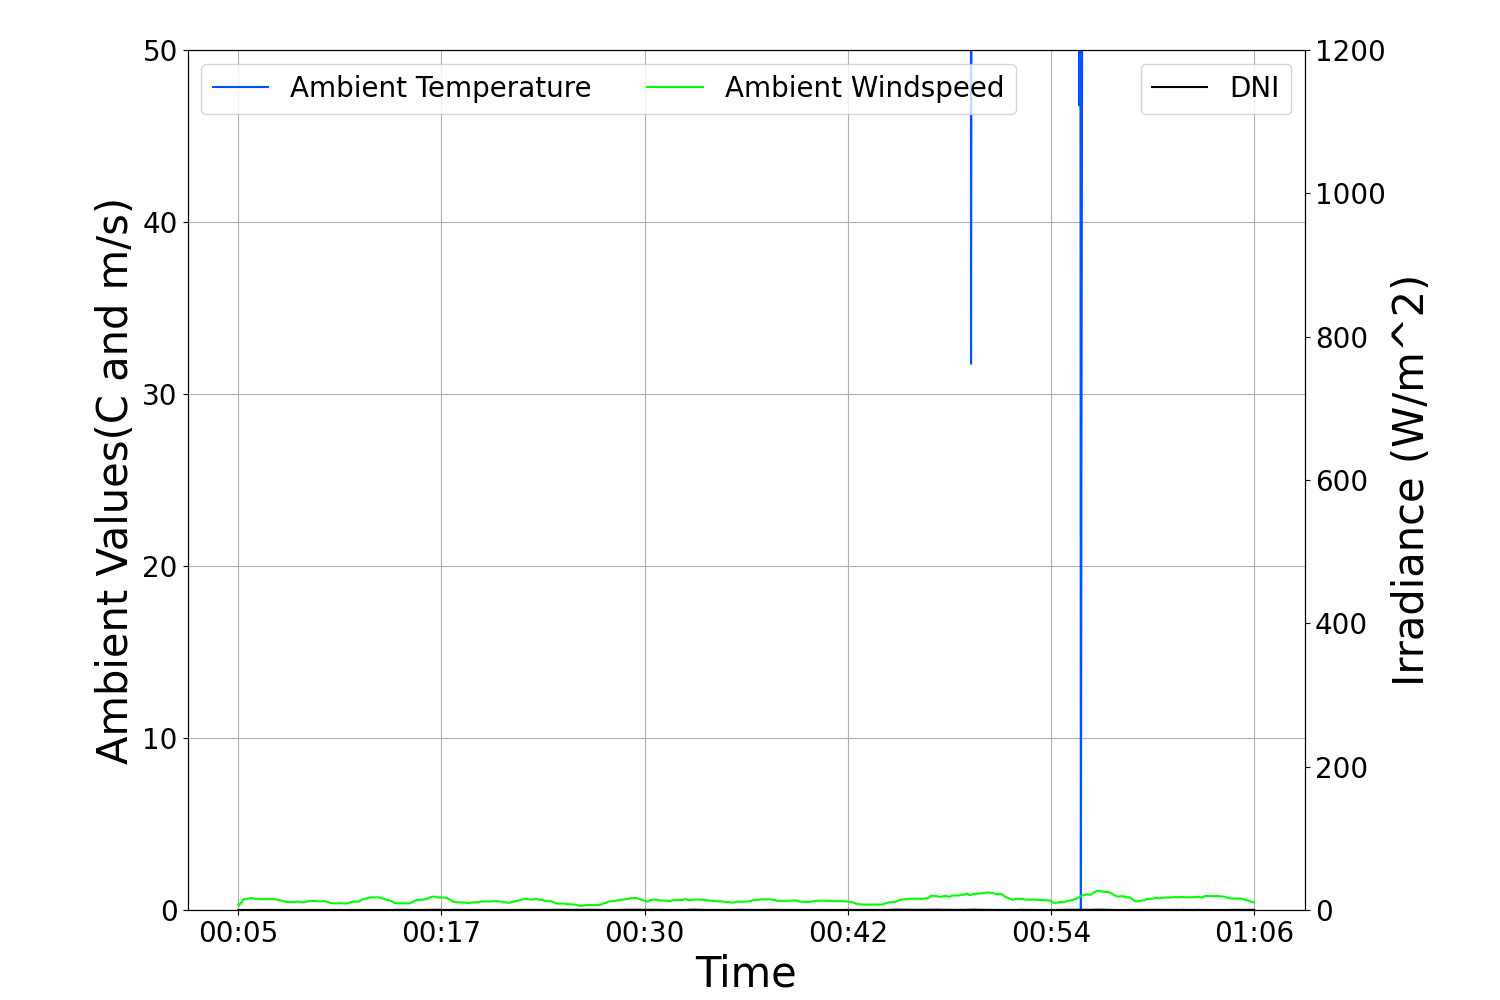 Ambient Temperature
Ambient Windspeed
DNI
Ambient Values(C and m/s)
50
40
30
20
10
0
1200
1000
800
600
400
200
0
Irradiance (W/m^2)
00:05 00:17 00:30 00:42 00:54 01:06
Time